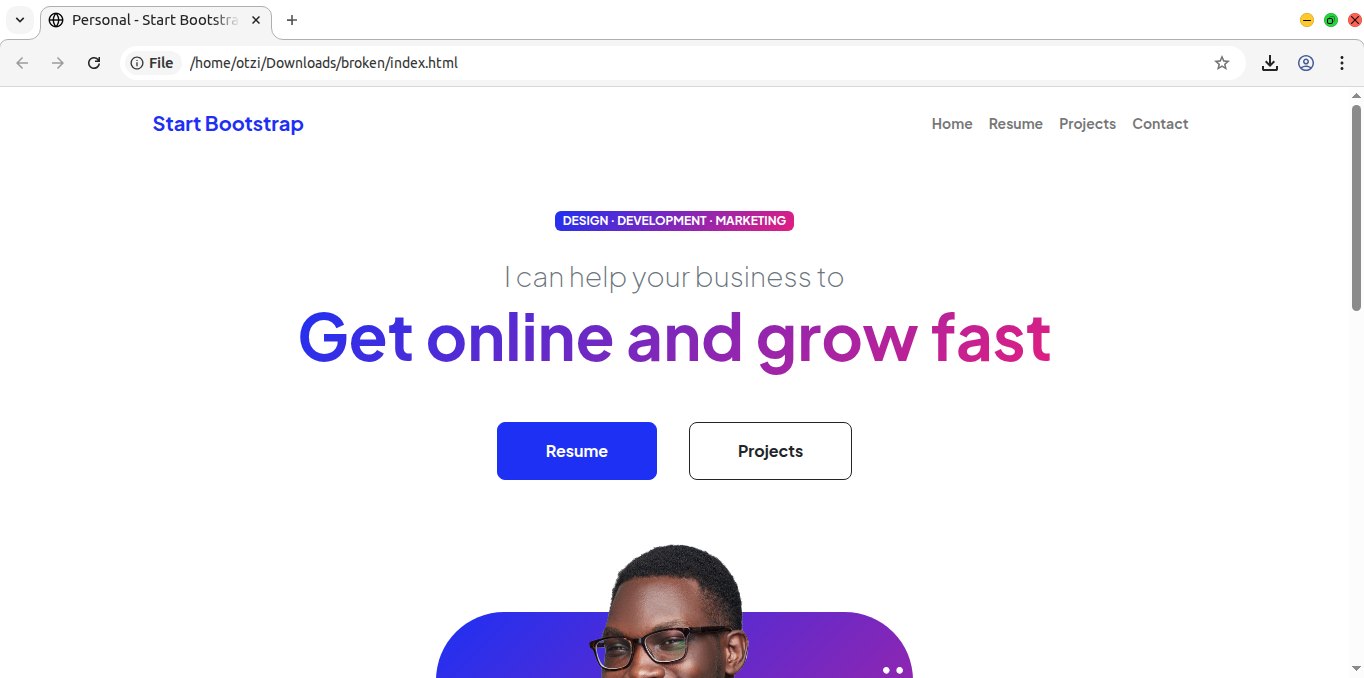 Personal - Start Bootstra
File /home/otzi/Downloads/broken/index.html
Start Bootstrap
Home Resume Projects Contact
DESIGN · DEVELOPMENT · MARKETING
I can help your business to
Get online and grow fast
Resume Projects